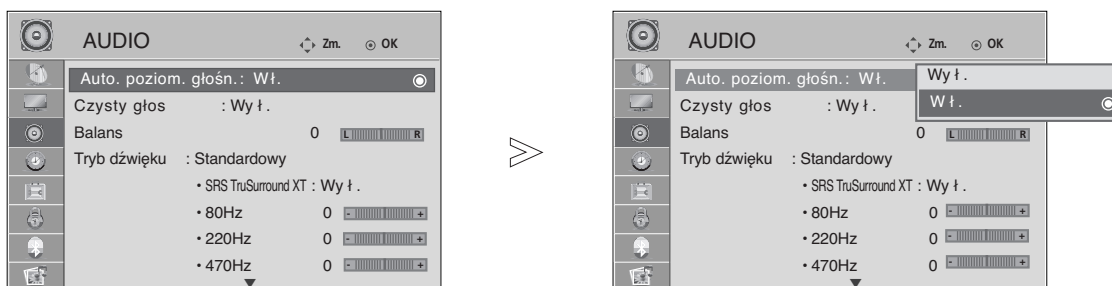 AUDIO Zm. OK
Auto. poziom. głośn.: Wł.
Czysty głos : Wył.
Balans 0 L R
Tryb dźwięku : Standardowy
• SRS TruSurround XT : Wył.
• 80Hz 0 - +
• 220Hz 0 - +
• 470Hz 0 - +
AUDIO Zm. OK
Auto. poziom. głośn.: Wł.
Wył.
Wł.
Czysty głos : Wył.
Balans 0 L R
Tryb dźwięku : Standardowy
• SRS TruSurround XT : Wył.
• 80Hz 0 - +
• 220Hz 0 - +
• 470Hz 0 - +